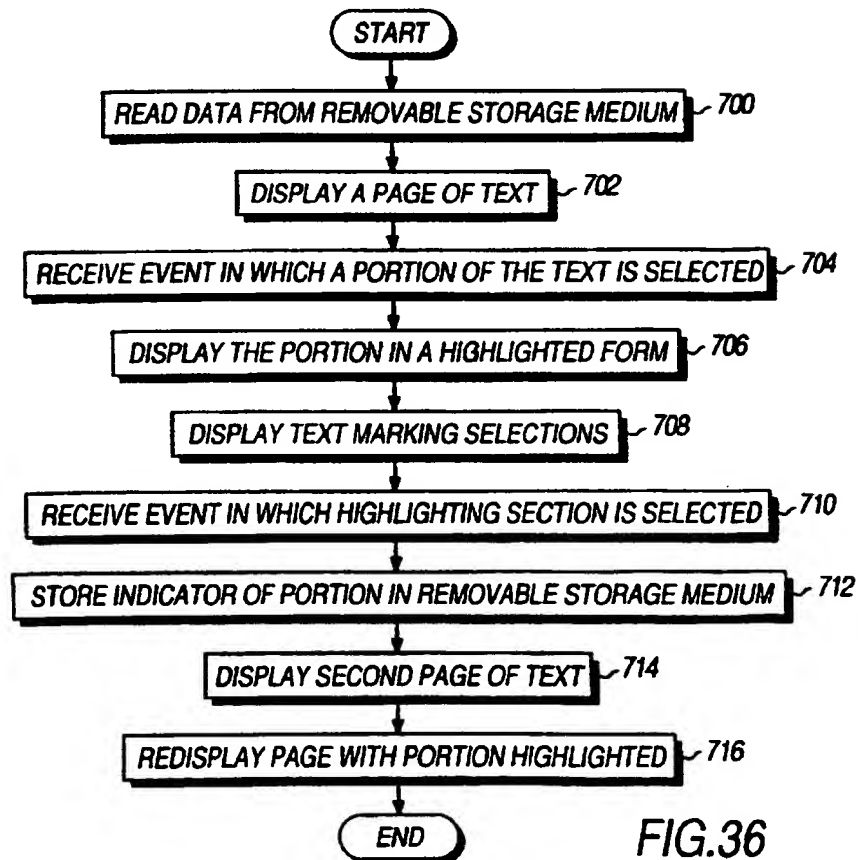 START
READ DATA FROM REMOVABLE STORAGE MEDIUM 700
DISPLAY A PAGE OF TEXT 702
RECEIVE EVENT IN WHICH A PORTION OF THE TEXT IS SELECTED 704
DISPLAY THE PORTION IN A HIGHLIGHTED FORM 706
DISPLAY TEXT MARKING SELECTIONS 708
RECEIVE EVENT IN WHICH HIGHLIGHTING SECTION IS SELECTED 710
STORE INDICATOR OF PORTION IN REMOVABLE STORAGE MEDIUM 712
DISPLAY SECOND PAGE OF TEXT 714
REDISPLAY PAGE WITH PORTION HIGHLIGHTED 716
END
FIG.36